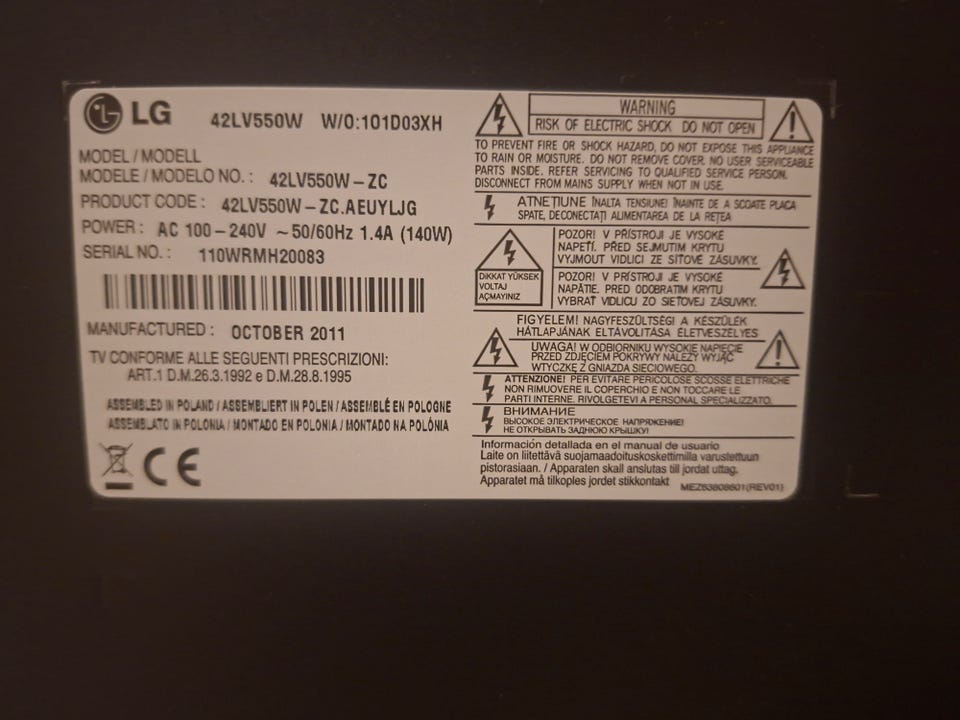 LG 42LV550W W/O:101D03XH
MODEL / MODELL
MODELE / MODELO NO. : 42LV550W-ZC
PRODUCT CODE : 42LV550W-ZC.AEUYLJG
POWER : AC 100-240V ~50/60Hz 1.4A (140W)
SERIAL NO. : 110WRMH20083
MANUFACTURED : OCTOBER 2011
TV CONFORME ALLE SEGUENTI PRESCRIZIONI:
ART.1 D.M.26.3.1992 e D.M.28.8.1995
ASSEMBLED IN POLAND / ASSEMBLIERT IN POLEN / ASSEMBLÉ EN POLOGNE
ASSEMBLATO IN POLONIA / MONTADO EN POLONIA / MONTADO NA POLÔNIA
CE
WARNING
RISK OF ELECTRIC SHOCK DO NOT OPEN
TO PREVENT FIRE OR SHOCK HAZARD, DO NOT EXPOSE THIS APPLIANCE
TO RAIN OR MOISTURE. DO NOT REMOVE COVER. NO USER SERVICEABLE
PARTS INSIDE. REFER SERVICING TO QUALIFIED SERVICE PERSON.
DISCONNECT FROM MAINS SUPPLY WHEN NOT IN USE.
ATNEȚIUNE ÎNALTA TENSIUNE! ÎNAINTE DE A SCOATE PLACA
SPATE, DECONECTAȚI ALIMENTAREA DE LA REȚEA
DIKKAT YÜKSEK
VOLTAJ
AÇMAYINIZ
POZOR! V PŘISTROJI JE VYSOKÉ
NAPETÍ. PŘED SEJMUTIM KRYTU
VYJMOUT VIDLICI ZE SÍTOVÉ ZÁSUVKY.
POZOR! V PRÍSTROJI JE VYSOKÉ
NAPÄTIE. PRED ODOBRATIM KRYTU
VYBRAŤ VIDLICU ZO SIEŤOVEJ ZÁSUVKY.
FIGYELEM! NAGYFESZÜLTSÉGI A KÉSZÜLÉK
HÁTLAPJÁNAK ELTÁVOLÍTÁSA ÉLETVESZÉLYES
UWAGA! W ODBIORNIKU WYSOKIE NAPIĘCIE
PRZED ZDJĘCIEM POKRYWY NALEŻY WYJĄĆ
WTYCZKĘ Z GNIAZDA SIECIOWEGO.
ATTENZIONE! PER EVITARE PERICOLOSE SCOSSE ELETTRICHE
NON RIMUOVERE IL COPERCHIO E NON TOCCARE LE
PARTI INTERNE. RIVOLGETEVI A PERSONAL SPECIALIZZATO.
ВНИМАНИЕ
ВЫСОКОЕ ЭЛЕКТРИЧЕСКОЕ НАПРЯЖЕНИЕ!
НЕ ОТКРЫВАТЬ ЗАДНЮЮ КРЫШКУ!
Información detallada en el manual de usuario
Laite on liitettävä suojamaadoituskoskettimilla varustettuun
pistorasiaan. / Apparaten skall anslutas till jordat uttag.
Apparatet må tilkoples jordet stikkontakt MEZ63808601(REV01)